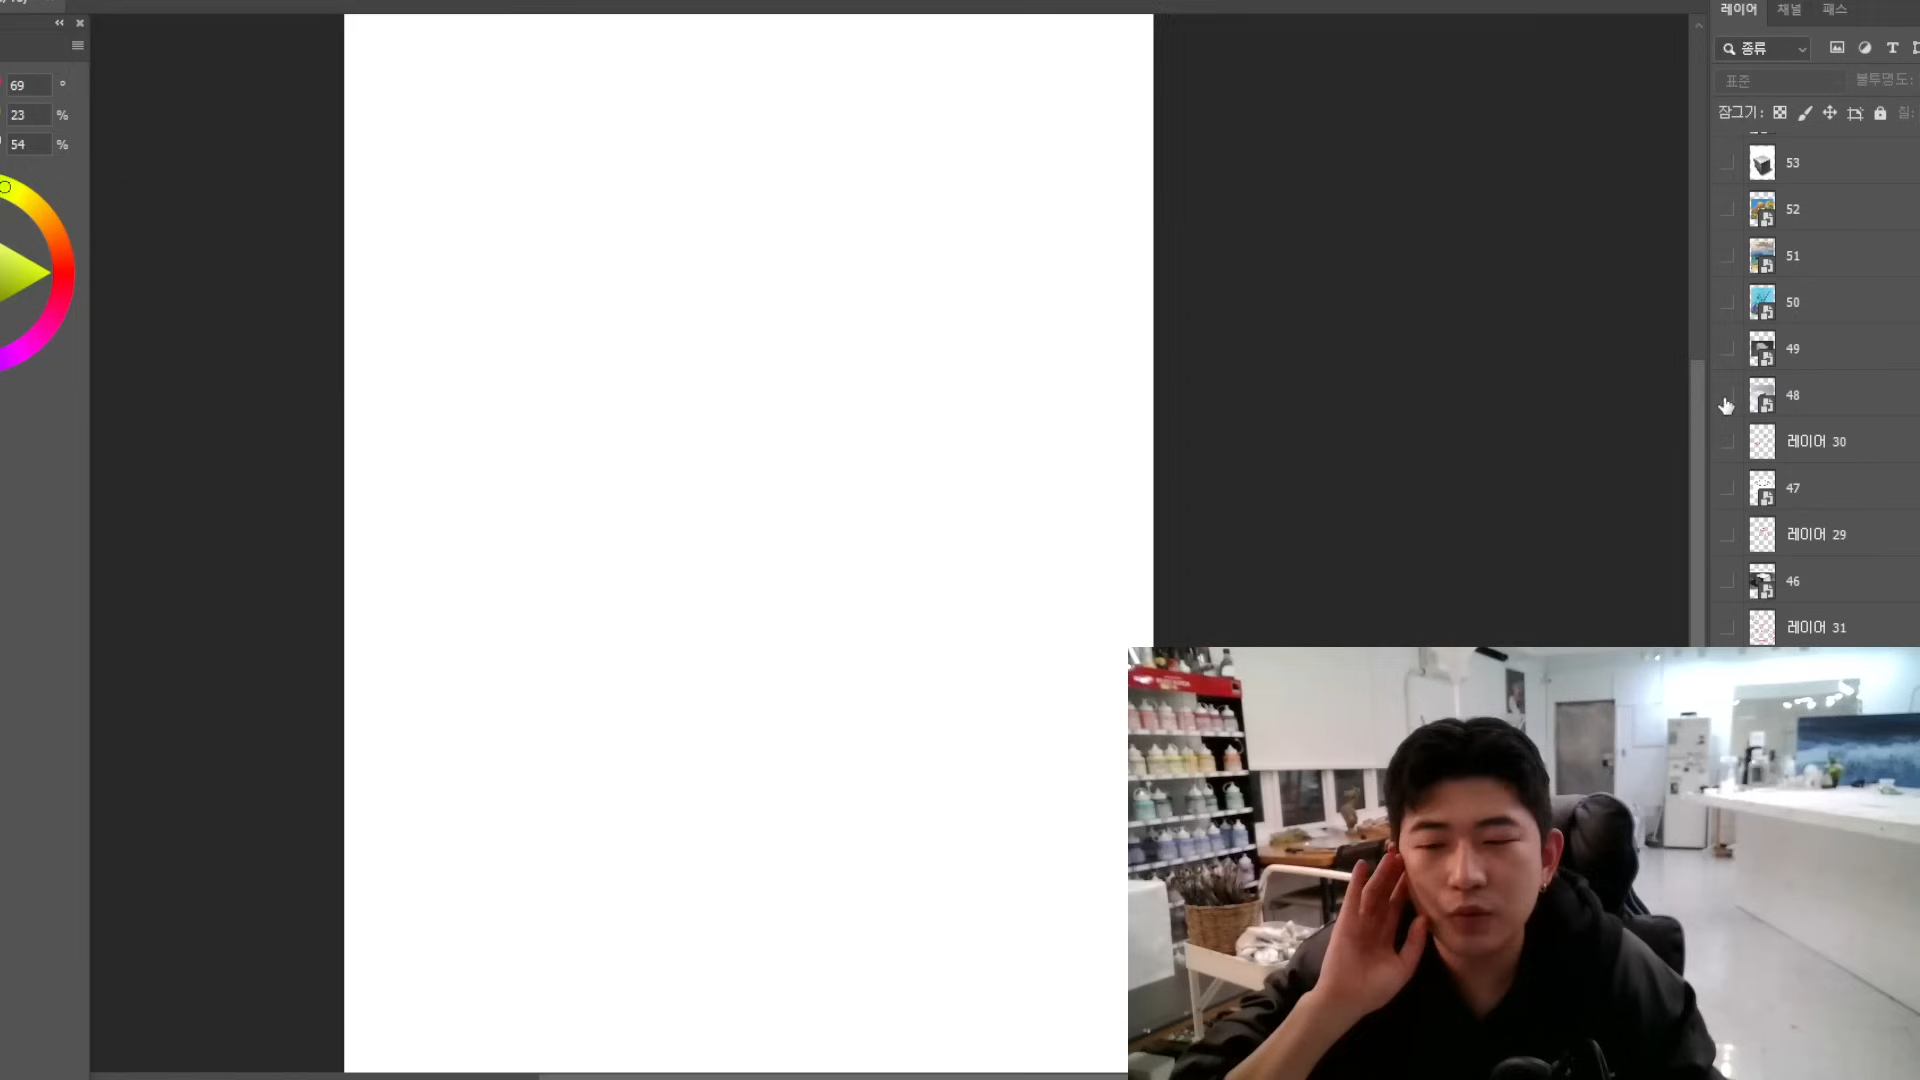 69 °
23 %
54 %
레이어 채널 패스
종류
표준 불투명도:
잠그기: 칠:
53
52
51
50
49
48
레이어 30
47
레이어 29
46
레이어 31